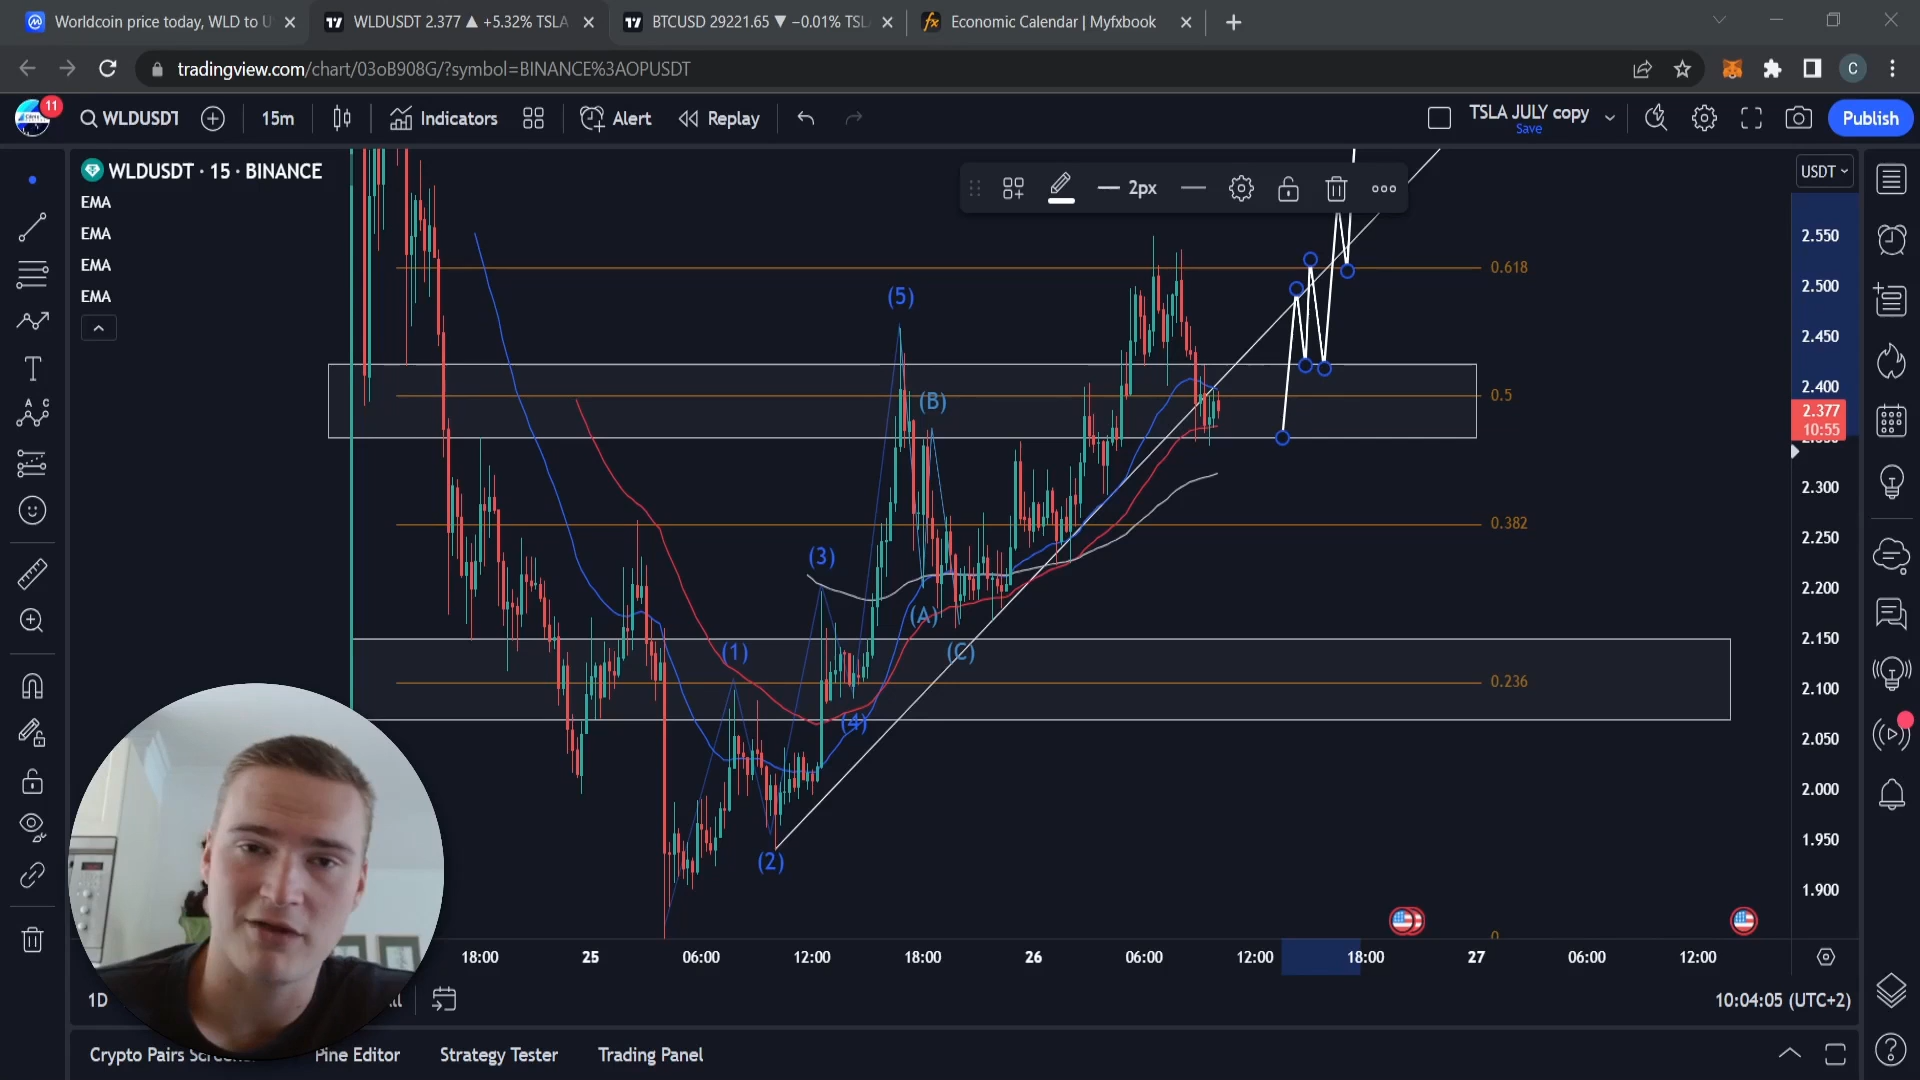 Worldcoin price today, WLD to U
WLDUSDT 2.377 ▲ +5.32% TSLA
BTCUSD 29221.65 ▼ −0.01% TSL
Economic Calendar | Myfxbook
tradingview.com/chart/03oB908G/?symbol=BINANCE%3AOPUSDT
C
11
WLDUSDT
15m
Indicators
Alert
Replay
TSLA JULY copy
Save
Publish
WLDUSDT · 15 · BINANCE
EMA
EMA
EMA
EMA
2px
USDT
2.550
2.500
2.450
2.400
2.377
10:55
2.300
2.250
2.200
2.150
2.100
2.050
2.000
1.950
1.900
0.618
0.5
0.382
0.236
0
(5)
(B)
(3)
(A)
(C)
(1)
(4)
(2)
18:00
25
06:00
12:00
18:00
26
06:00
12:00
18:00
27
06:00
12:00
1D
10:04:05 (UTC+2)
Crypto Pairs
Pine Editor
Strategy Tester
Trading Panel